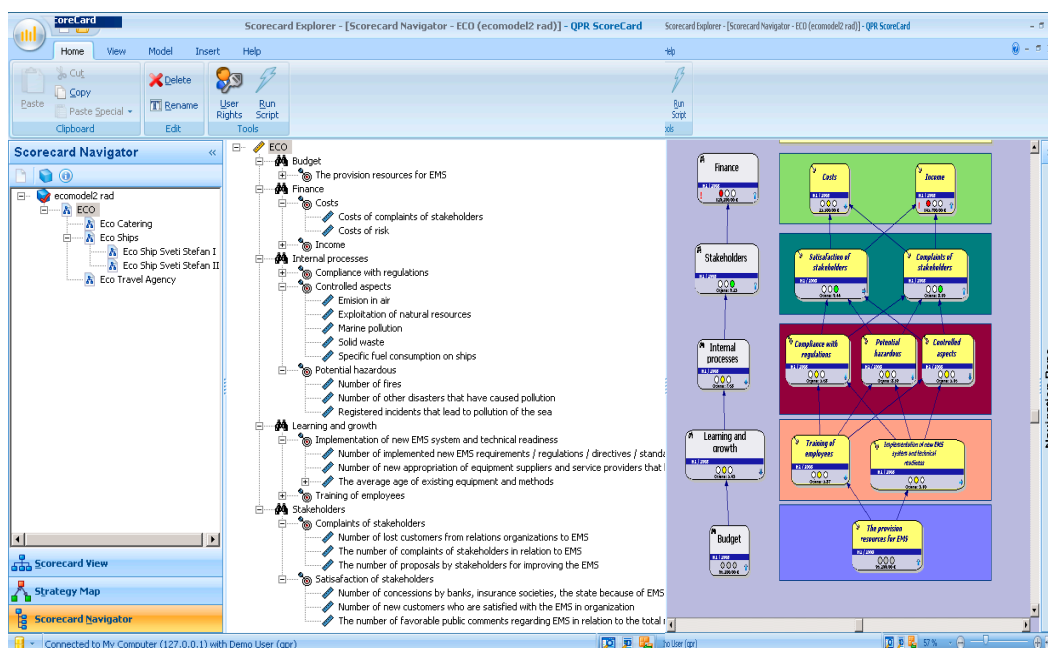 coreCard
Scorecard Explorer - [Scorecard Navigator - ECO (ecomodel2 rad)] - QPR ScoreCard
Scorecard Explorer - [Scorecard Navigator - ECO (ecomodel2 rad)] - QPR ScoreCard
Home View Model Insert Help
Help
Paste
Cut
Copy
Paste Special
Delete
Rename
User Rights
Run Script
Run Script
Clipboard Edit Tools
ools
Scorecard Navigator
ecomodel2 rad
ECO
Eco Catering
Eco Ships
Eco Ship Sveti Stefan I
Eco Ship Sveti Stefan II
Eco Travel Agency
Scorecard View
Strategy Map
Scorecard Navigator
ECO
Budget
The provision resources for EMS
Finance
Costs
Costs of complaints of stakeholders
Costs of risk
Income
Internal processes
Compliance with regulations
Controlled aspects
Emision in air
Exploitation of natural resources
Marine pollution
Solid waste
Specific fuel consumption on ships
Potential hazardous
Number of fires
Number of other disasters that have caused pollution
Registered incidents that lead to pollution of the sea
Learning and growth
Implementation of new EMS system and technical readiness
Number of implemented new EMS requirements / regulations / directives / standa
Number of new appropriation of equipment suppliers and service providers that
The average age of existing equipment and methods
Training of employees
Stakeholders
Complaints of stakeholders
Number of lost customers from relations organizations to EMS
The number of complaints of stakeholders in relation to EMS
The number of proposals by stakeholders for improving the EMS
Satisafaction of stakeholders
Number of concessions by banks, insurance societies, the state because of EMS
Number of new customers who are satisfied with the EMS in organization
The number of favorable public comments regarding EMS in relation to the total
Finance
Costs
Income
Stakeholders
Satisafaction of
stakeholders
Complaints of
stakeholders
Internal
processes
Compliance with
regulations
Potential
hazardous
Controlled
aspects
Learning and
growth
Training of
employees
Implementation of new EMS
system and technical
readiness
Budget
The provision
resources for EMS
Connected to My Computer (127.0.0.1) with Demo User (qpr)
no User (qpr)
57 %